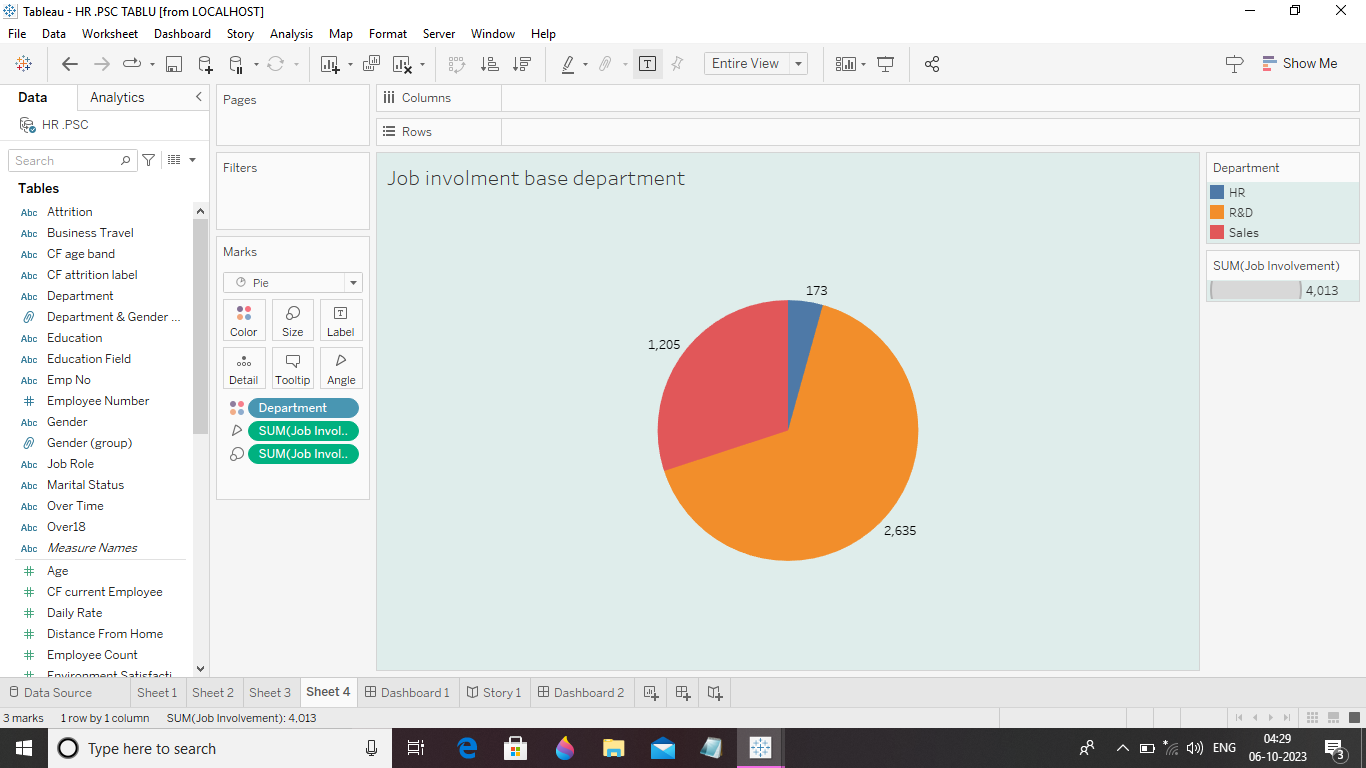 Tableau - HR .PSC TABLU [from LOCALHOST]
File Data Worksheet Dashboard Story Analysis Map Format Server Window Help
Entire View
Show Me
Data Analytics
HR .PSC
Search
Tables
Abc Attrition
Abc Business Travel
Abc CF age band
Abc CF attrition label
Abc Department
Department & Gender ...
Abc Education
Abc Education Field
Abc Emp No
# Employee Number
Abc Gender
Gender (group)
Abc Job Role
Abc Marital Status
Abc Over Time
Abc Over18
Abc Measure Names
# Age
# CF current Employee
# Daily Rate
# Distance From Home
# Employee Count
# Environment Satisfacti
Pages
Filters
Marks
Pie
Color Size Label
Detail Tooltip Angle
Department
SUM(Job Invol..
SUM(Job Invol..
Columns
Rows
Job involment base department
173
1,205
2,635
Department
HR
R&D
Sales
SUM(Job Involvement)
4,013
Data Source Sheet 1 Sheet 2 Sheet 3 Sheet 4 Dashboard 1 Story 1 Dashboard 2
3 marks 1 row by 1 column SUM(Job Involvement): 4,013
Type here to search
ENG
04:29
06-10-2023
3